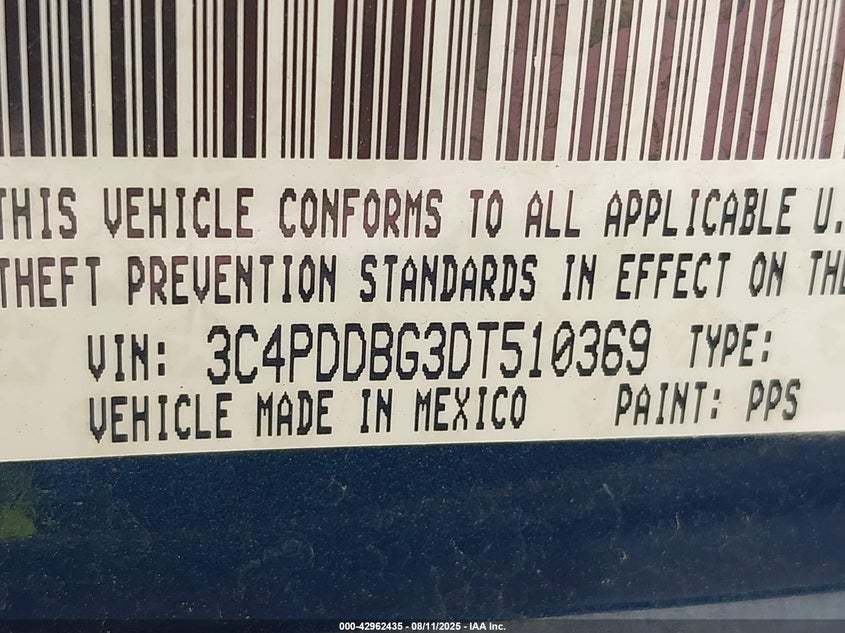 THIS VEHICLE CONFORMS TO ALL APPLICABLE U.
THEFT PREVENTION STANDARDS IN EFFECT ON THE
VIN: 3C4PDDBG3DT510369 TYPE:
VEHICLE MADE IN MEXICO PAINT: PPS
000-42962435 - 08/11/2025 - IAA Inc.